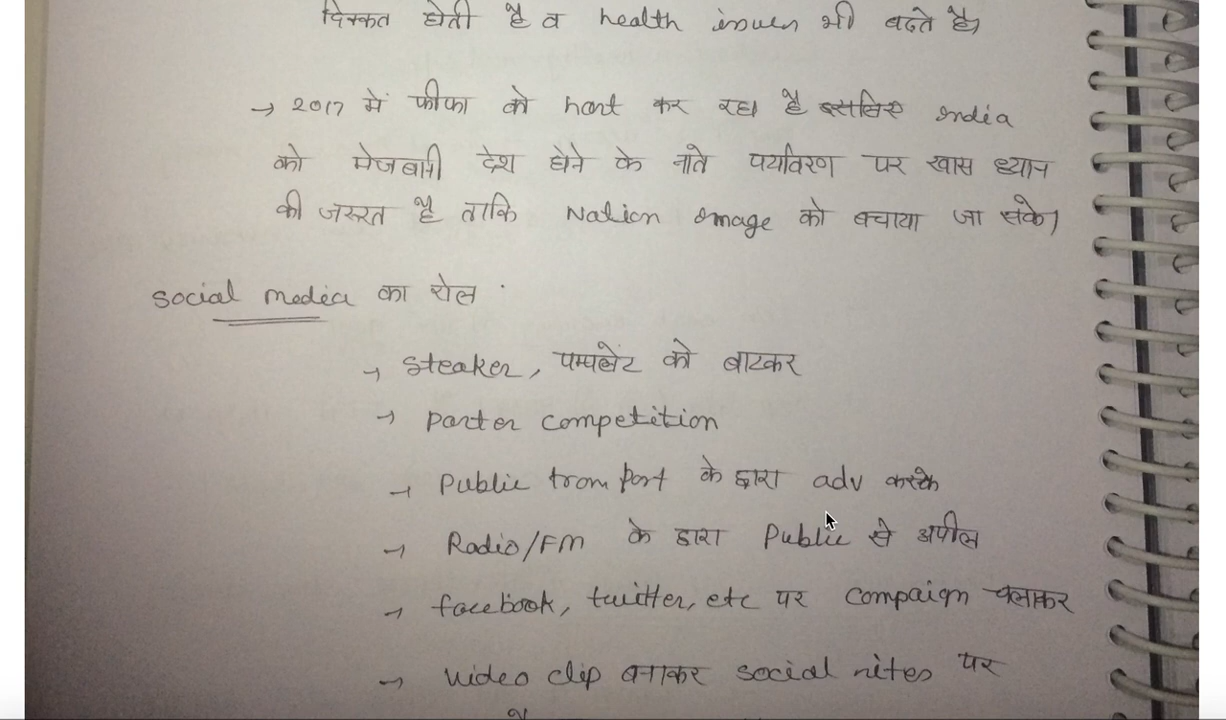 दिक्कत होती है व health issues भी बढते है।
→ 2017 में फीफा को host कर रहा है इसलिए India
को मेजबानी देश होने के नाते पर्यावरण पर खास ध्यान
की जरूरत है ताकि Nation Image को बचाया जा सके।
social media का रोल
→ steaker, पम्पलेट को बाटकर
→ poster competition
→ Public transport के द्वारा adv करके
→ Radio/FM के द्वारा Public से अपील
→ facebook, twitter, etc पर compaign चलाकर
→ video clip बनाकर social sites पर